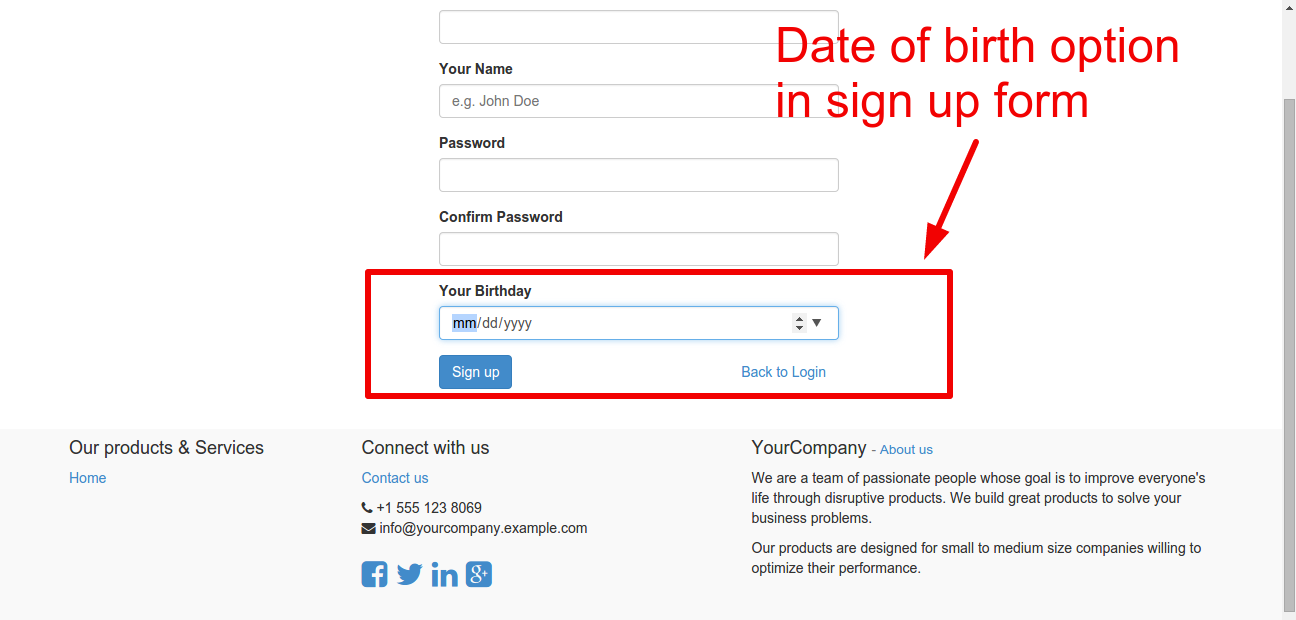 Date of birth option
in sign up form
Your Name
e.g. John Doe
Password
Confirm Password
Your Birthday
mm/dd/yyyy
Sign up
Back to Login
Our products & Services
Home
Connect with us
Contact us
+1 555 123 8069
info@yourcompany.example.com
YourCompany - About us
We are a team of passionate people whose goal is to improve everyone's
life through disruptive products. We build great products to solve your
business problems.
Our products are designed for small to medium size companies willing to
optimize their performance.